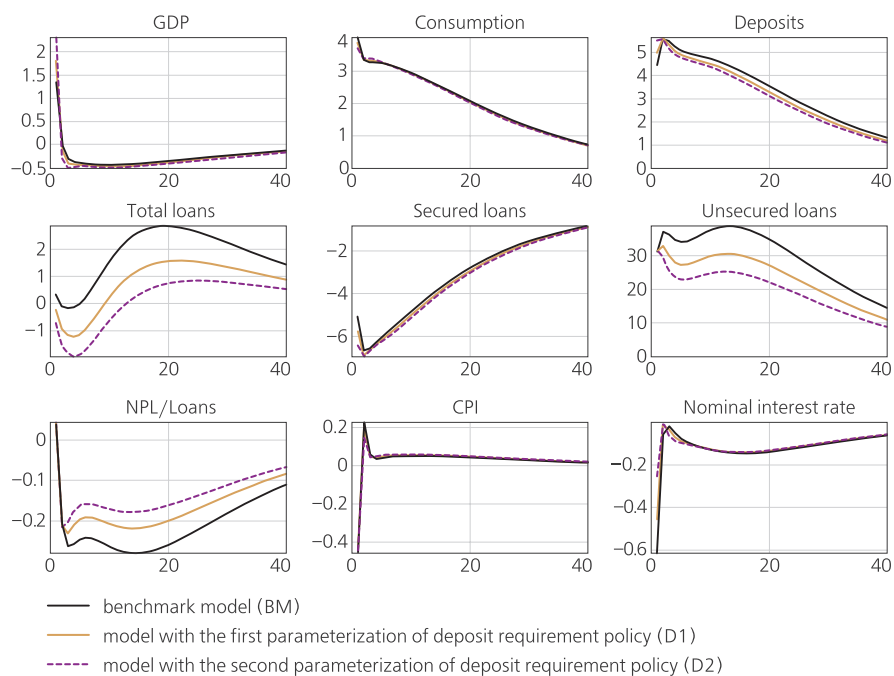 GDP Consumption Deposits
2 4 5
1.5 3 4
1 3
0.5 2 2
0 1 1
−0.5 0 0
0 20 40 0 20 40 0 20 40
Total loans Secured loans Unsecured loans
2 −2 30
1 −4 20
0 10
−1 −6 0
0 20 40 0 20 40 0 20 40
NPL/Loans CPI Nominal interest rate
0 0.2 −0.2
−0.1 0 −0.4
−0.2 −0.2 −0.6
−0.4
0 20 40 0 20 40 0 20 40
benchmark model (BM)
model with the first parameterization of deposit requirement policy (D1)
model with the second parameterization of deposit requirement policy (D2)